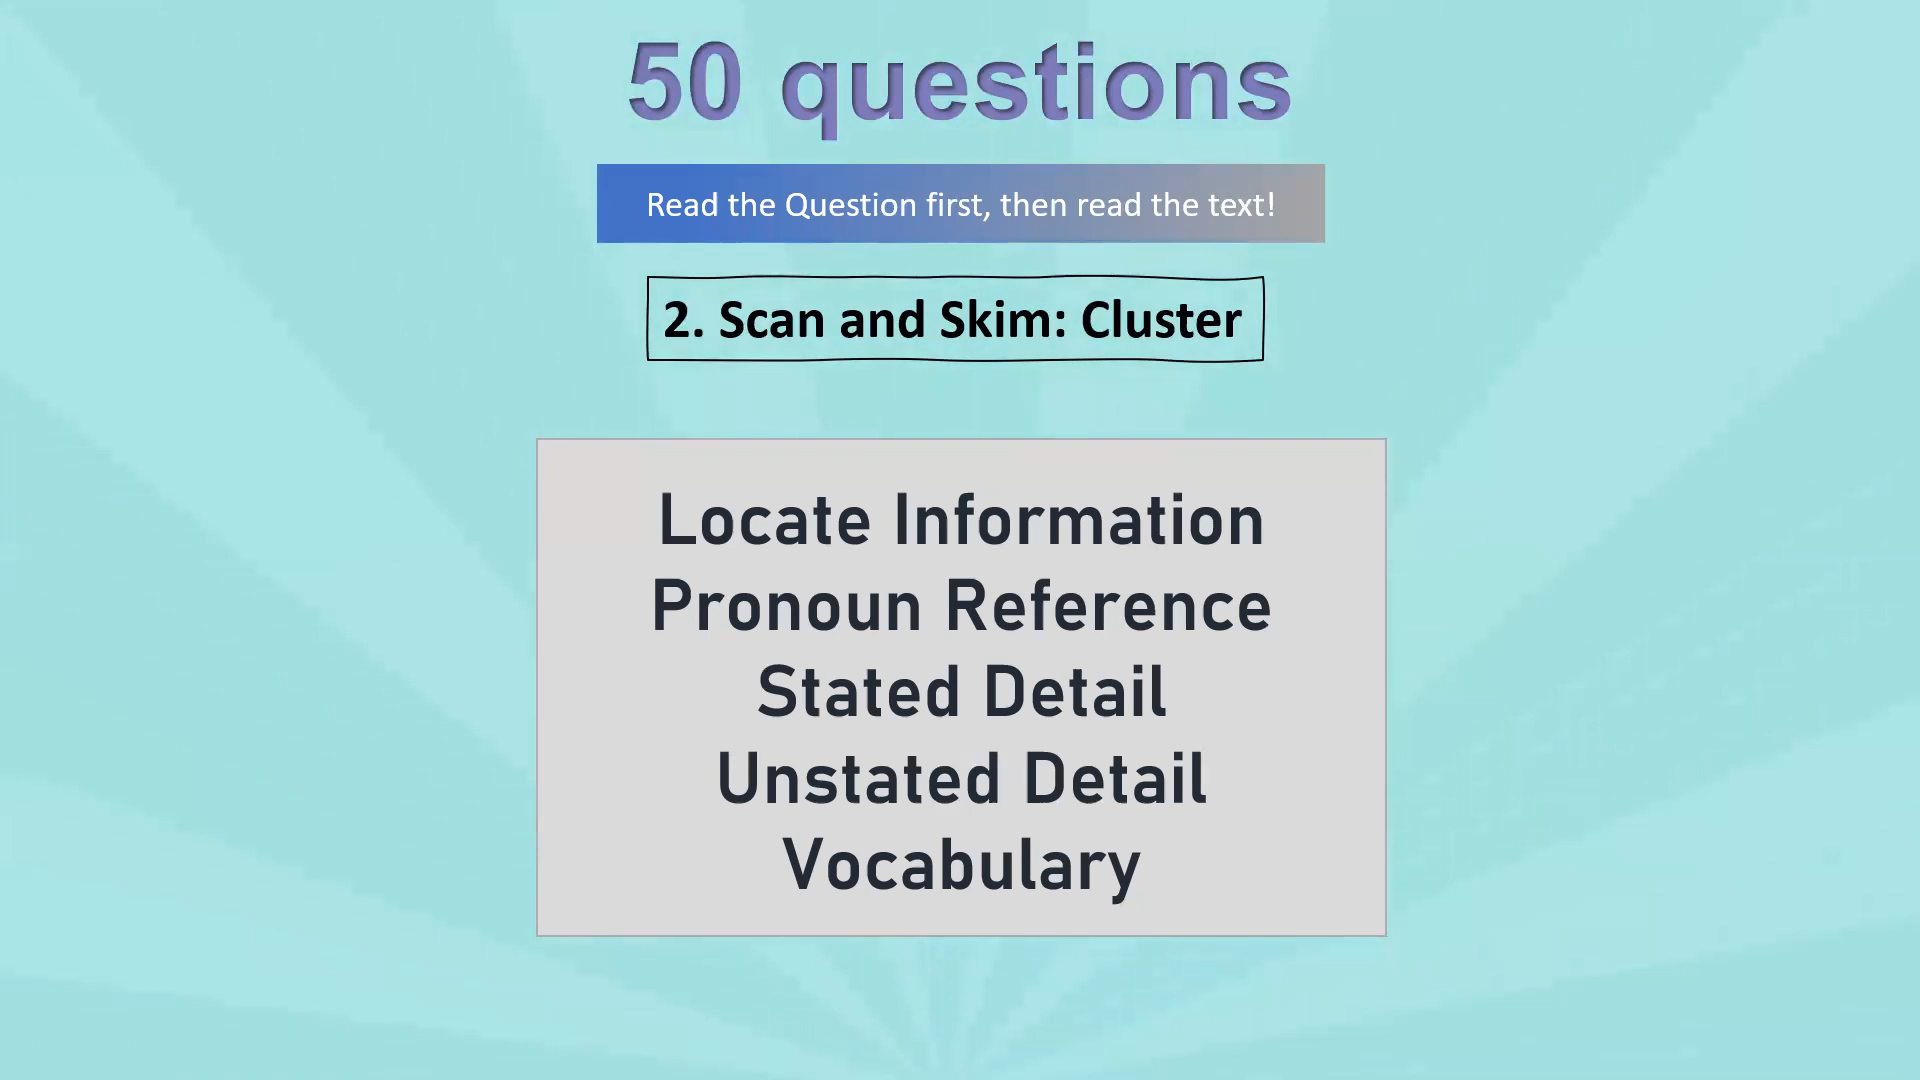 50 questions
Read the Question first, then read the text!
2. Scan and Skim: Cluster
Locate Information
Pronoun Reference
Stated Detail
Unstated Detail
Vocabulary